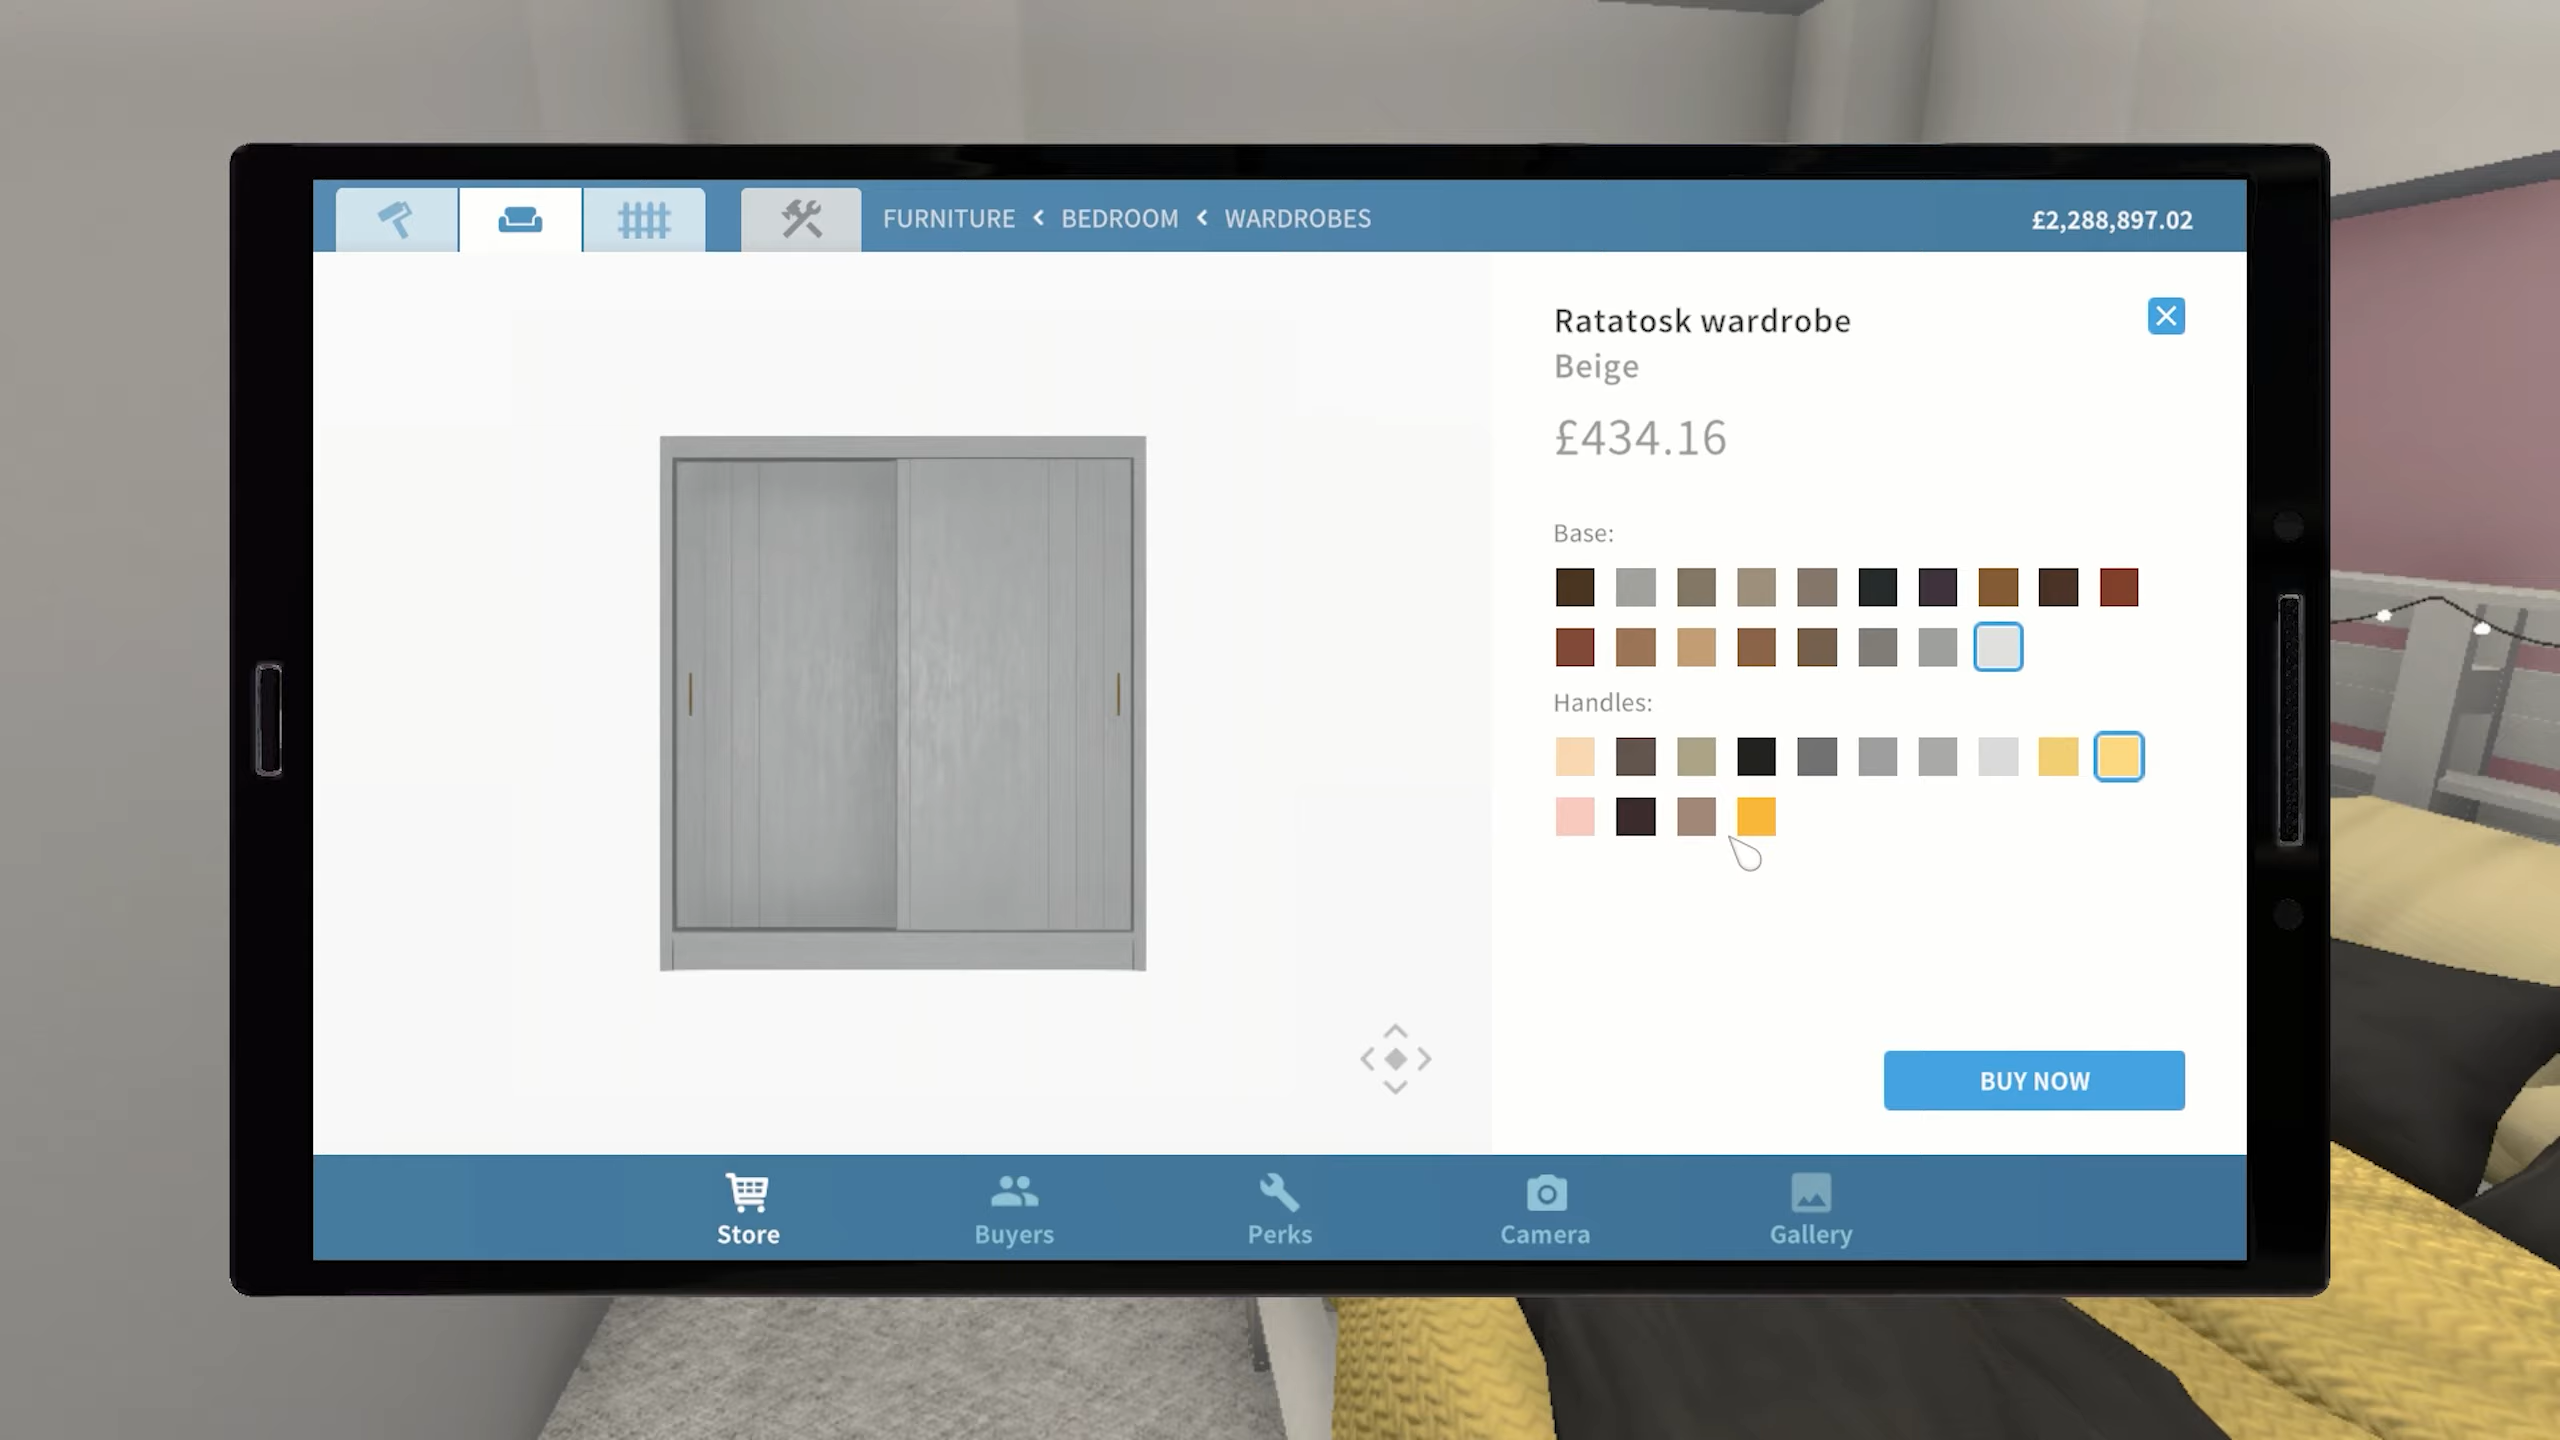 FURNITURE < BEDROOM < WARDROBES
£2,288,897.02
Ratatosk wardrobe
Beige
£434.16
Base:
Handles:
BUY NOW
Store
Buyers
Perks
Camera
Gallery